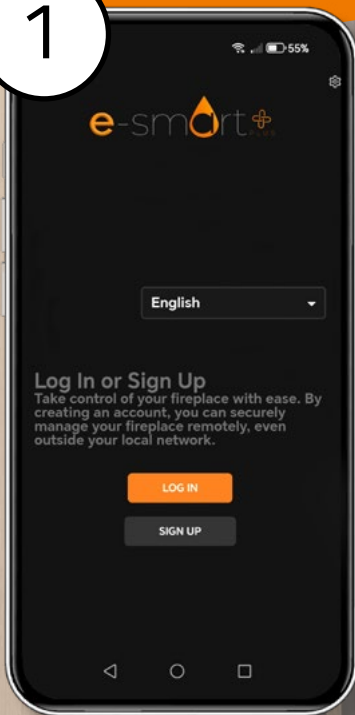 1
55%
e-smart+
PLUS
English
Log In or Sign Up
Take control of your fireplace with ease. By
creating an account, you can securely
manage your fireplace remotely, even
outside your local network.
LOG IN
SIGN UP